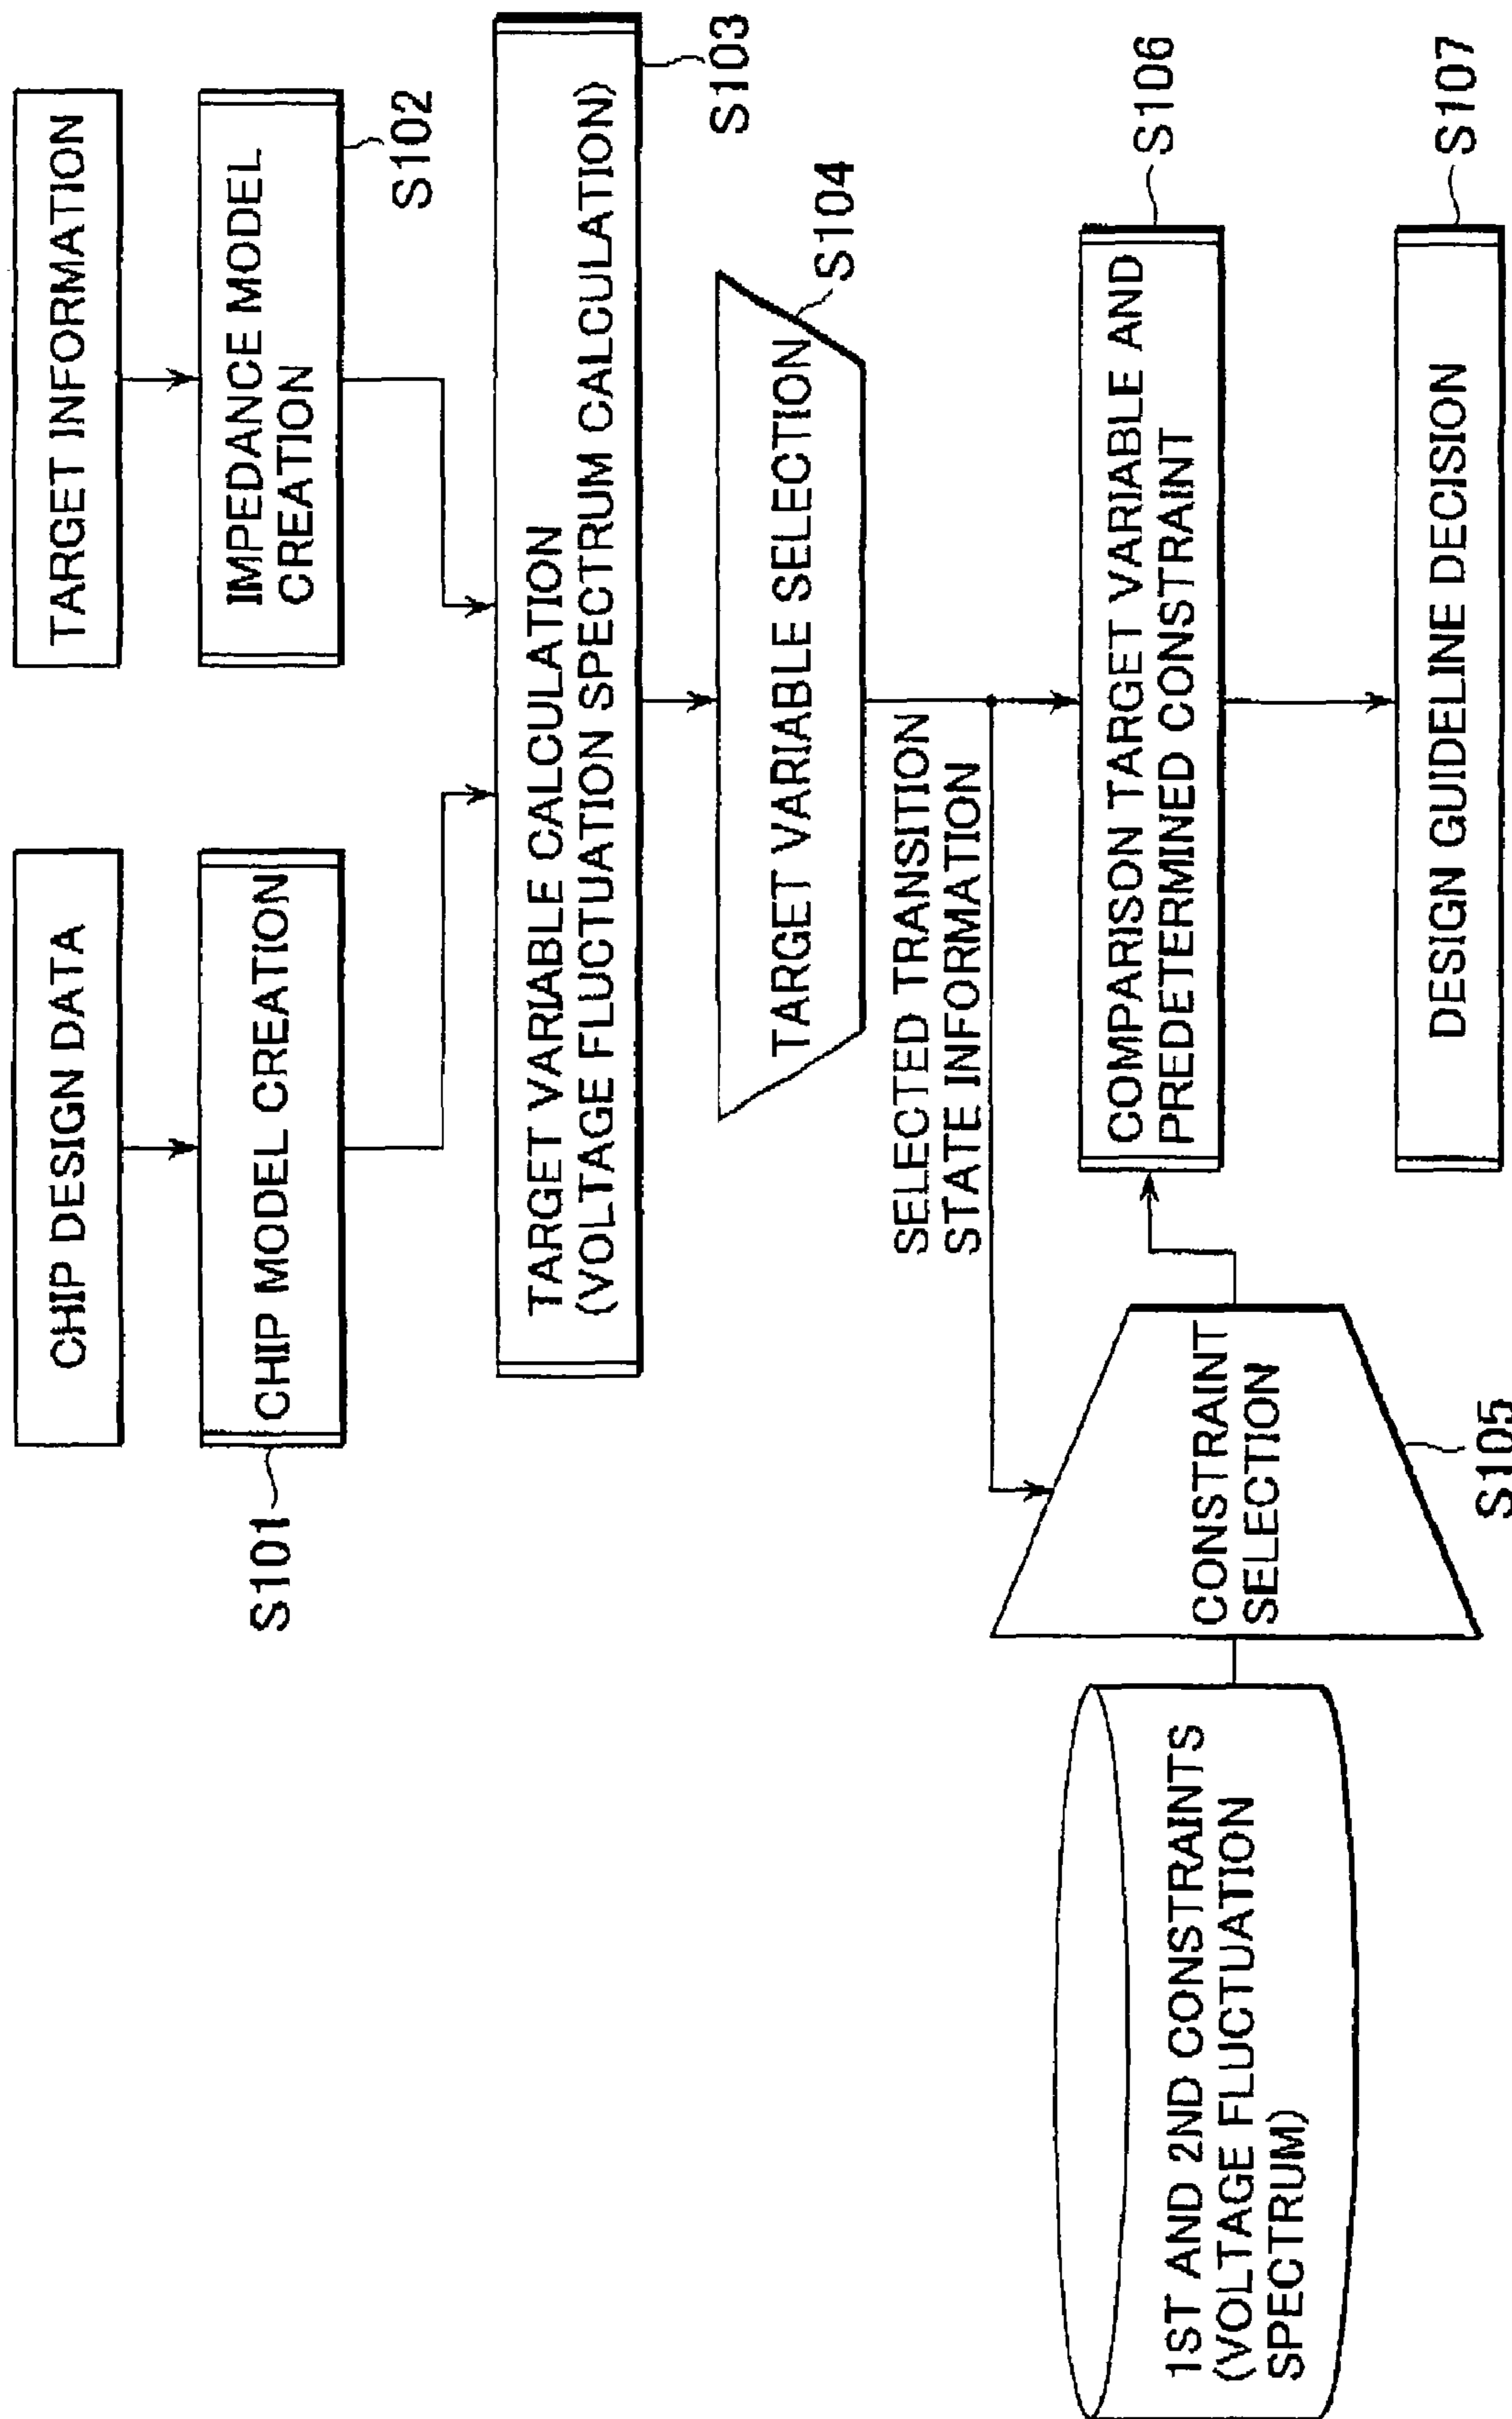 CHIP DESIGN DATA
TARGET INFORMATION
S101
CHIP MODEL CREATION
IMPEDANCE MODEL
CREATION
S102
TARGET VARIABLE CALCULATION
(VOLTAGE FLUCTUATION SPECTRUM CALCULATION)
S103
TARGET VARIABLE SELECTION
S104
SELECTED TRANSITION
STATE INFORMATION
1ST AND 2ND CONSTRAINTS
(VOLTAGE FLUCTUATION
SPECTRUM)
CONSTRAINT
SELECTION
S105
COMPARISON TARGET VARIABLE AND
PREDETERMINED CONSTRAINT
S106
DESIGN GUIDELINE DECISION
S107